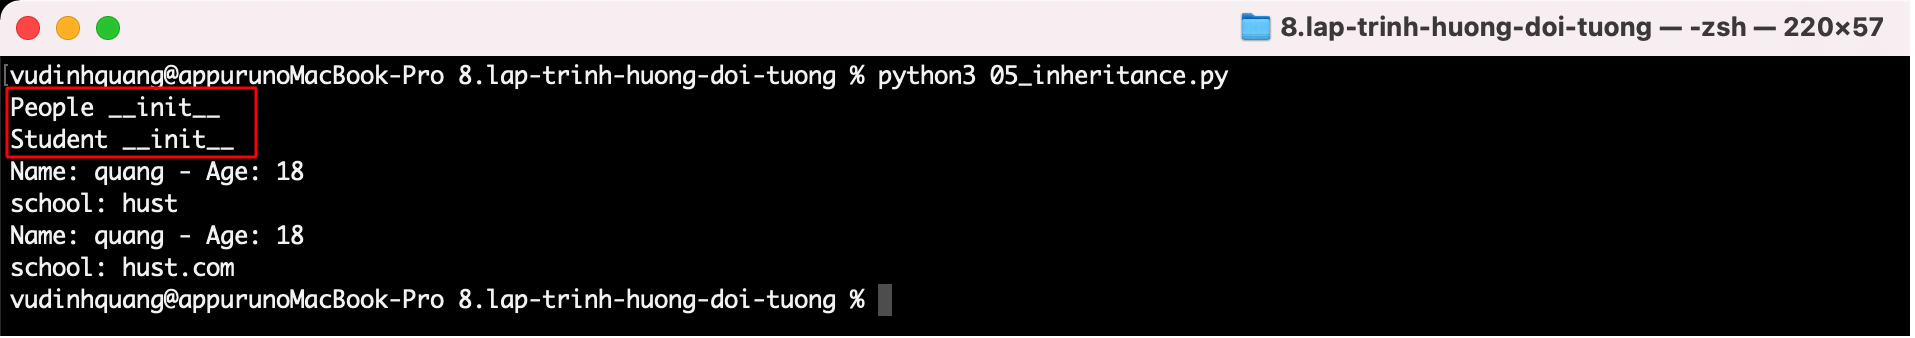 8.lap-trinh-huong-doi-tuong — -zsh — 220×57
vudinhquang@appurunoMacBook-Pro 8.lap-trinh-huong-doi-tuong % python3 05_inheritance.py
People __init__
Student __init__
Name: quang - Age: 18
school: hust
Name: quang - Age: 18
school: hust.com
vudinhquang@appurunoMacBook-Pro 8.lap-trinh-huong-doi-tuong %